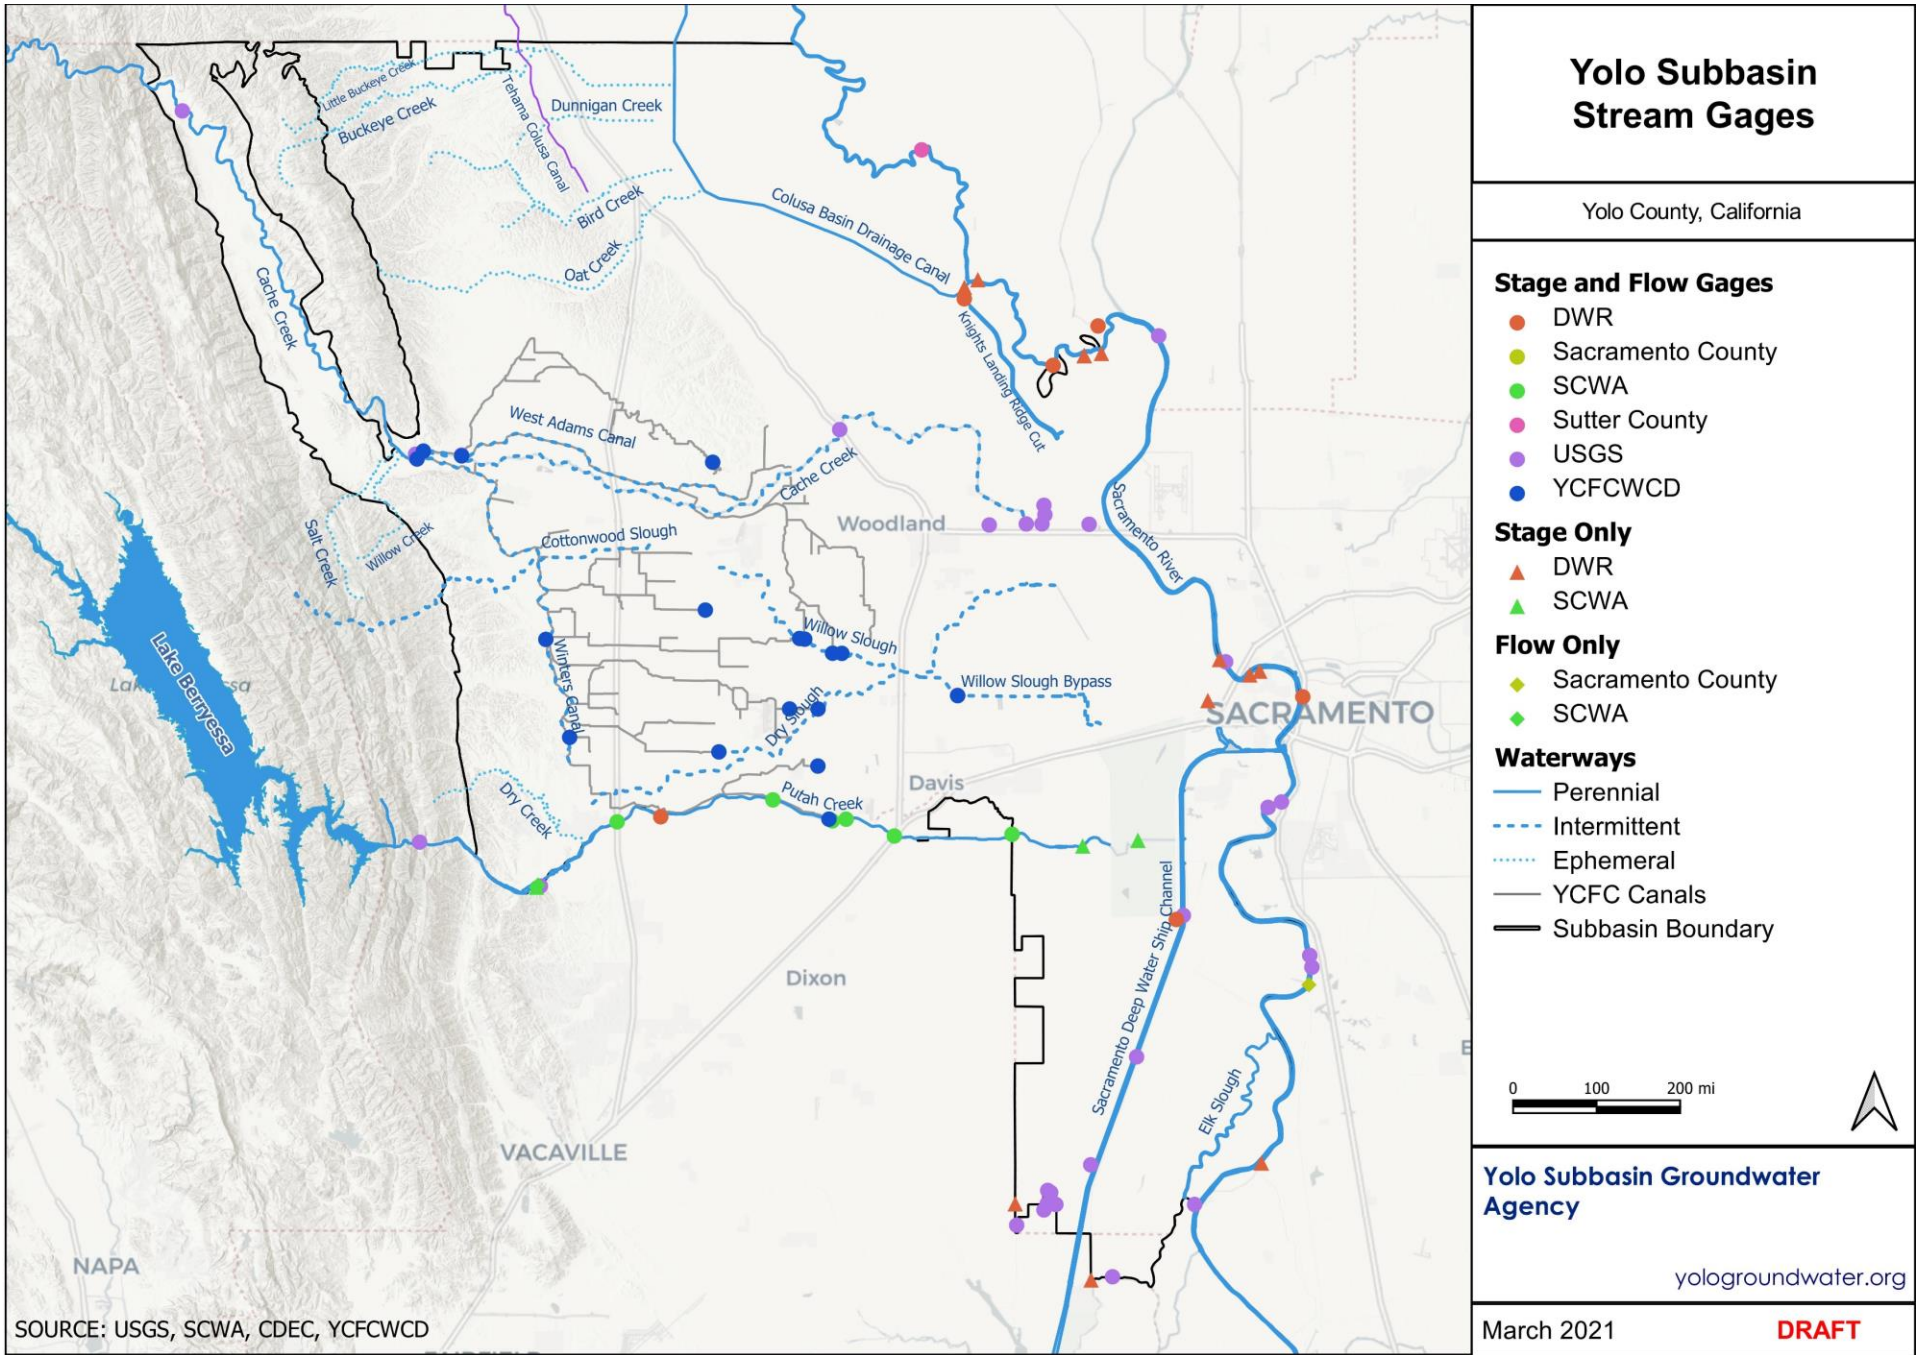 Yolo Subbasin
Stream Gages
Yolo County, California
Stage and Flow Gages
DWR
Sacramento County
SCWA
Sutter County
USGS
YCFCWCD
Stage Only
DWR
SCWA
Flow Only
Sacramento County
SCWA
Waterways
Perennial
Intermittent
Ephemeral
YCFC Canals
Subbasin Boundary
0 100 200 mi
Yolo Subbasin Groundwater
Agency
yologroundwater.org
March 2021 DRAFT
Little Buckeye Creek
Buckeye Creek
Tehama Colusa Canal
Dunnigan Creek
Bird Creek
Oat Creek
Colusa Basin Drainage Canal
Cache Creek
Knights Landing Ridge Cut
West Adams Canal
Cache Creek
Sacramento River
Woodland
Salt Creek
Willow Creek
Cottonwood Slough
Willow Slough
Winters Canal
Willow Slough Bypass
Lake Berryessa
Dry Slough
SACRAMENTO
Davis
Putah Creek
Dry Creek
Sacramento Deep Water Ship Channel
Dixon
Elk Slough
VACAVILLE
NAPA
SOURCE: USGS, SCWA, CDEC, YCFCWCD